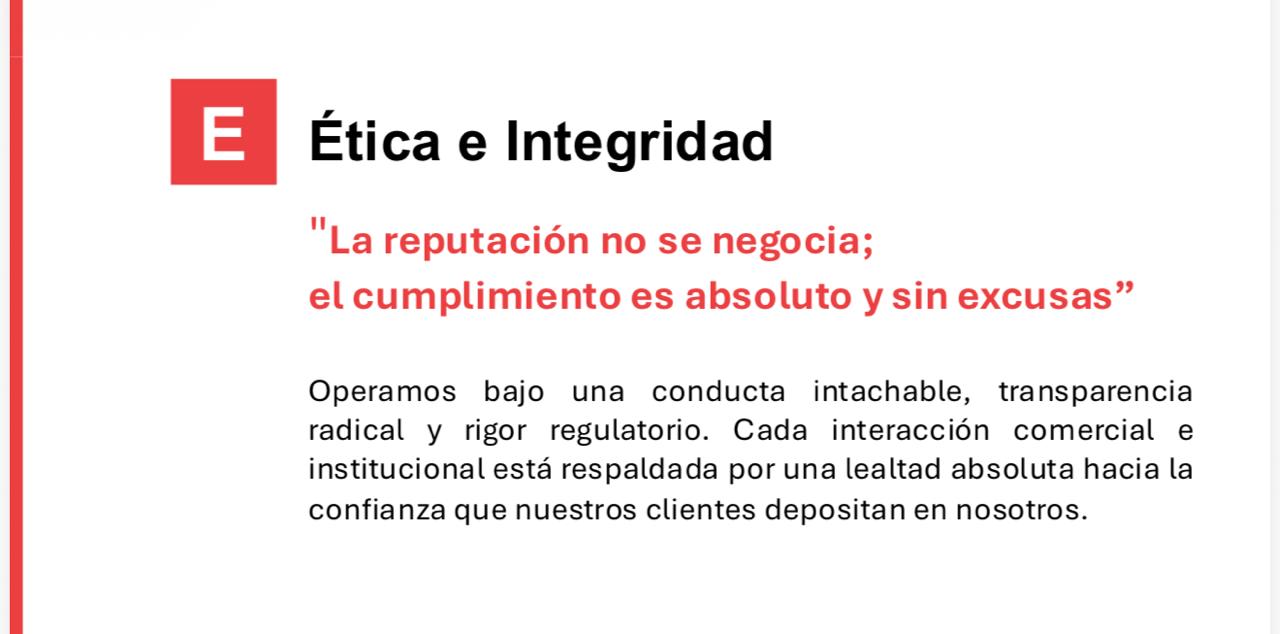 E
Ética e Integridad
"La reputación no se negocia;
el cumplimiento es absoluto y sin excusas”
Operamos bajo una conducta intachable, transparencia
radical y rigor regulatorio. Cada interacción comercial e
institucional está respaldada por una lealtad absoluta hacia la
confianza que nuestros clientes depositan en nosotros.